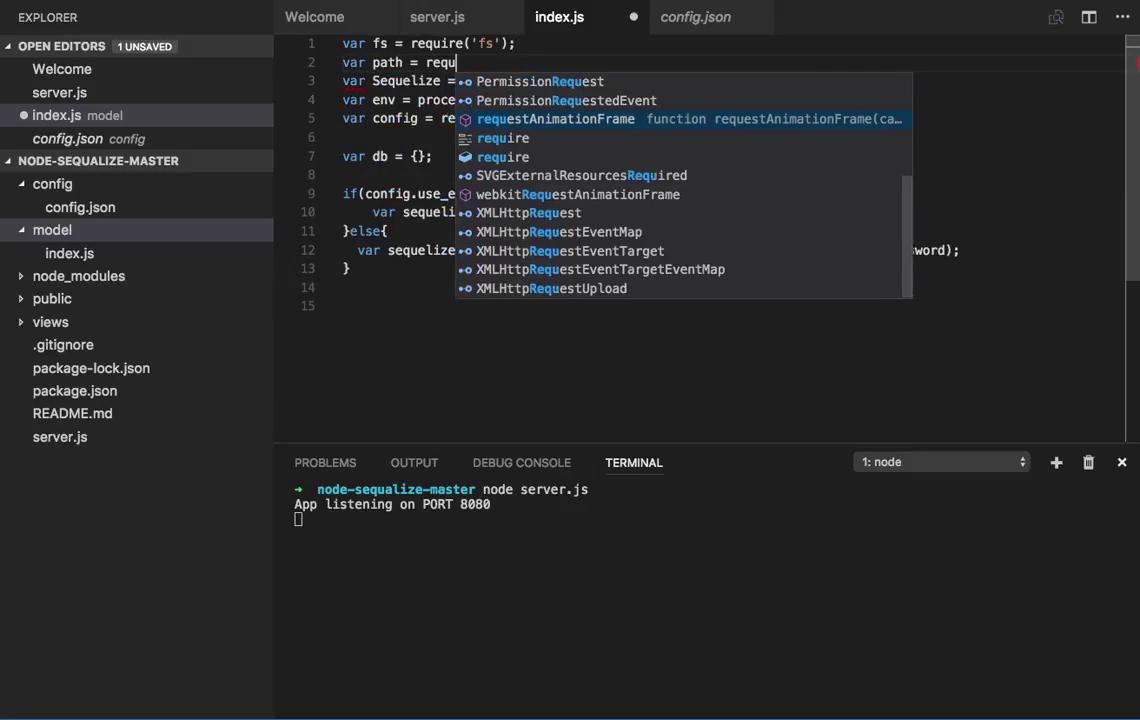 EXPLORER
Welcome
server.js
index.js
config.json
OPEN EDITORS 1 UNSAVED
Welcome
server.js
index.js model
config.json config
NODE-SEQUALIZE-MASTER
config
config.json
model
index.js
node_modules
public
views
.gitignore
package-lock.json
package.json
README.md
server.js
1 var fs = require('fs');
2 var path = requ
3 var Sequelize =
4 var env = proce
5 var config = re
6
7 var db = {};
8
9 if(config.use_e
10 var sequeli
11 }else{
12 var sequelize sword);
13 }
14
15
PermissionRequest
PermissionRequestedEvent
requestAnimationFrame function requestAnimationFrame(ca…
require
require
SVGExternalResourcesRequired
webkitRequestAnimationFrame
XMLHttpRequest
XMLHttpRequestEventMap
XMLHttpRequestEventTarget
XMLHttpRequestEventTargetEventMap
XMLHttpRequestUpload
PROBLEMS OUTPUT DEBUG CONSOLE TERMINAL 1: node
➜ node-sequalize-master node server.js
App listening on PORT 8080